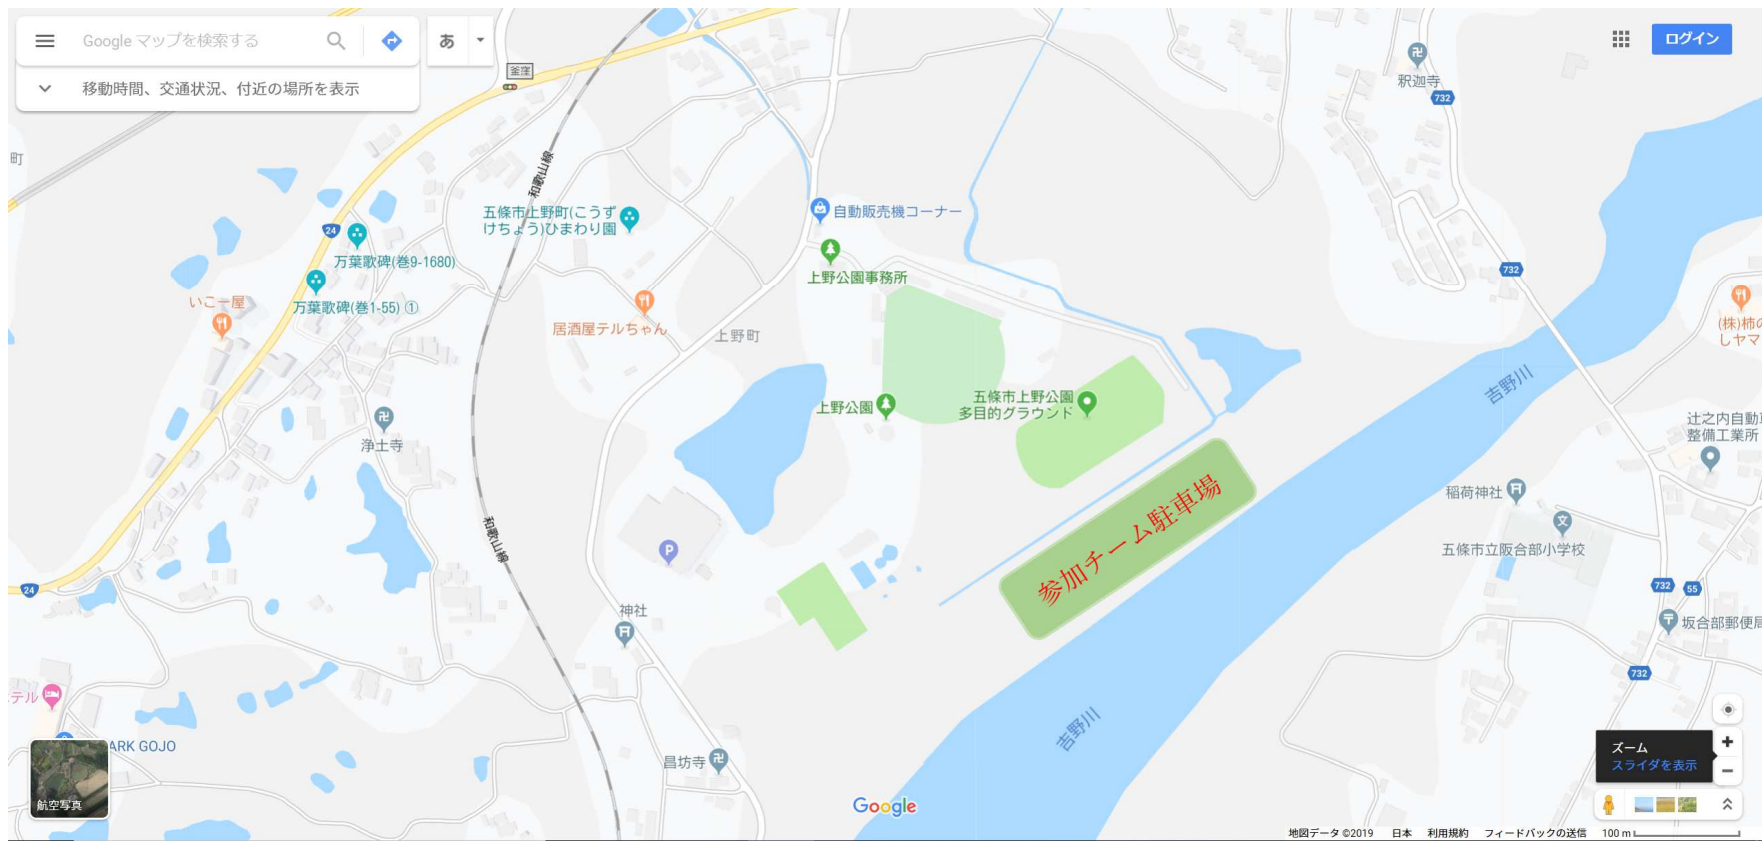 Google マップを検索する
あ
ログイン
移動時間、交通状況、付近の場所を表示
釜窪
釈迦寺
732
町
和歌山線
五條市上野町(こうず
けちょう)ひまわり園
自動販売機コーナー
24
万葉歌碑(巻9-1680)
上野公園事務所
732
いこー屋
万葉歌碑(巻1-55) ①
居酒屋テルちゃん
上野町
(株)柿の
しヤマ
吉野川
上野公園
五條市上野公園
多目的グラウンド
浄土寺
辻之内自動車
整備工業所
参加チーム駐車場
稲荷神社
和歌山線
P
文
五條市立阪合部小学校
24
732
55
神社
坂合部郵便局
テル
732
吉野川
ARK GOJO
昌坊寺
ズーム
スライダを表示
航空写真
Google
地図データ ©2019 日本 利用規約 フィードバックの送信 100 m